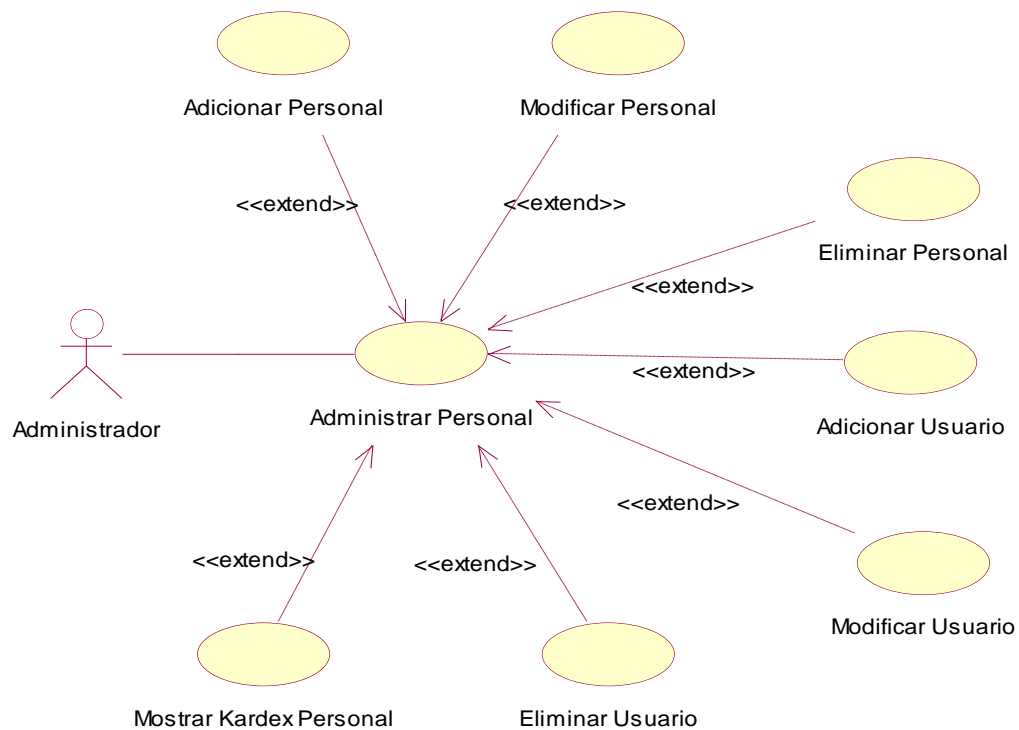 Adicionar Personal
Modificar Personal
<<extend>>
<<extend>>
Eliminar Personal
<<extend>>
<<extend>>
Administrar Personal
Administrador
Adicionar Usuario
<<extend>>
<<extend>>
<<extend>>
Modificar Usuario
Mostrar Kardex Personal
Eliminar Usuario